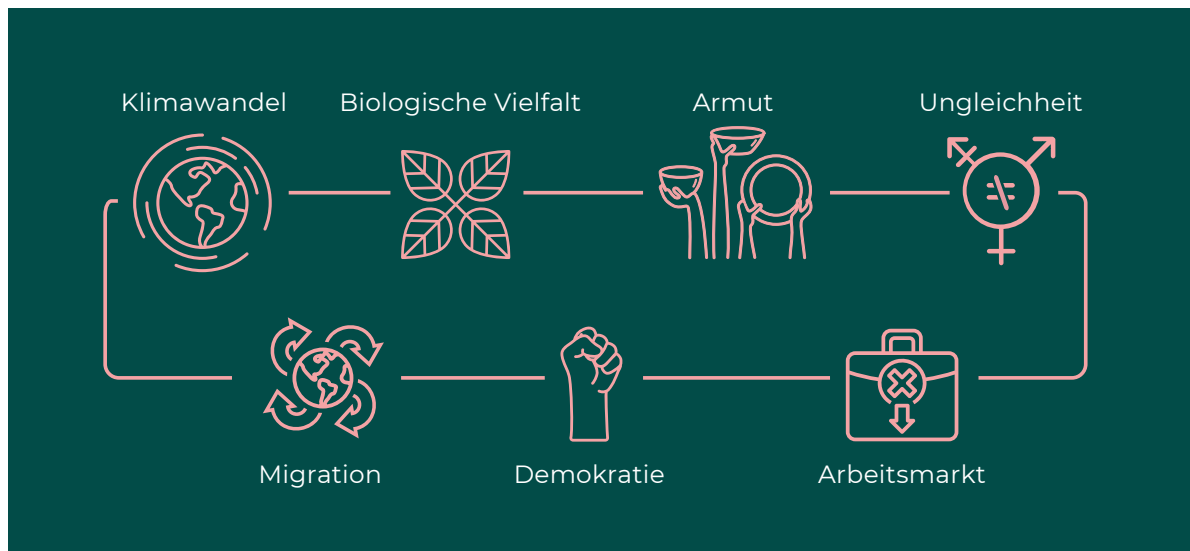 Klimawandel
Biologische Vielfalt
Armut
Ungleichheit
Migration
Demokratie
Arbeitsmarkt